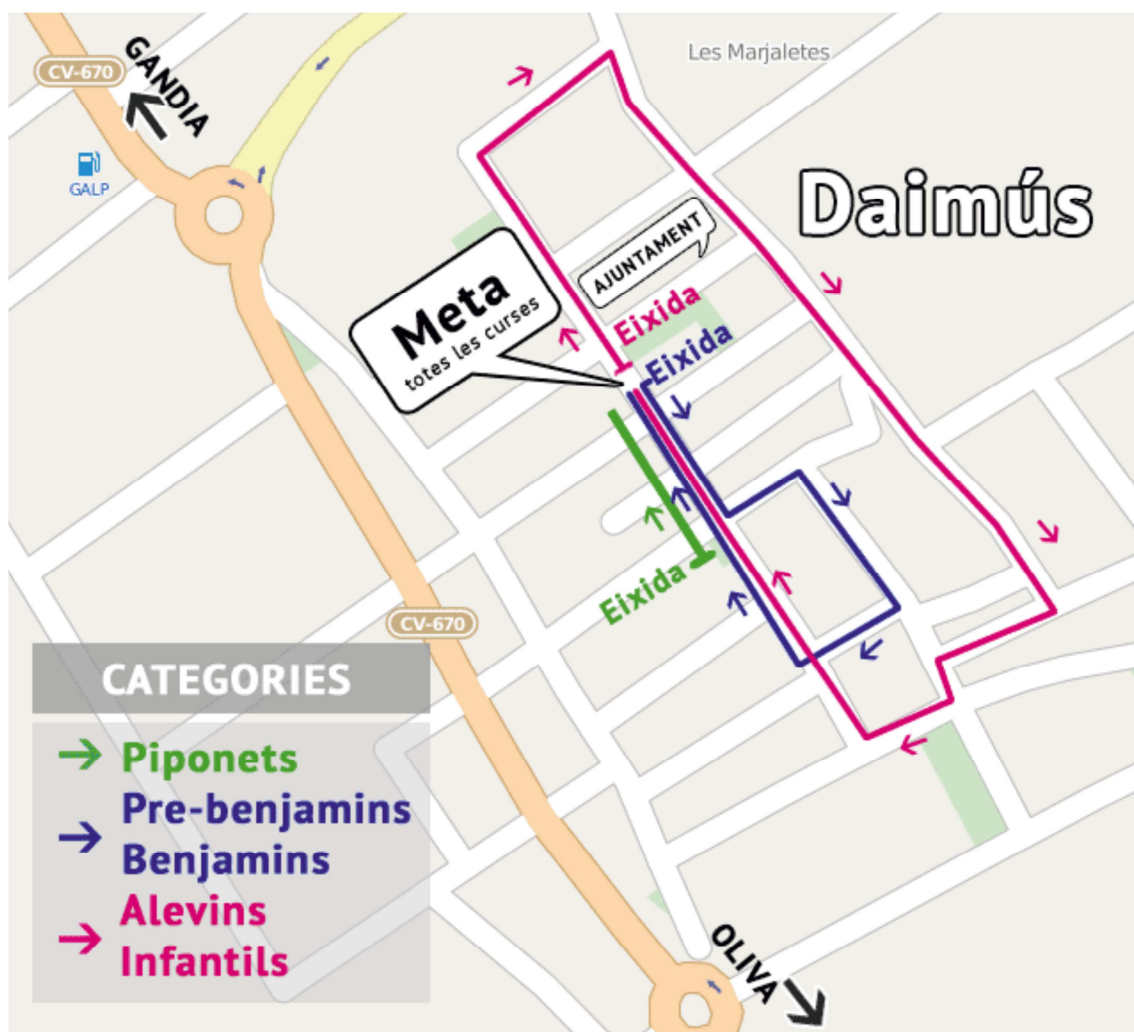 GANDIA
CV-670
GALP
Les Marjaletes
Daimús
AJUNTAMENT
Meta
totes les curses
Eixida
Eixida
Eixida
CV-670
CATEGORIES
Piponets
Pre-benjamins
Benjamins
Alevins
Infantils
OLIVA